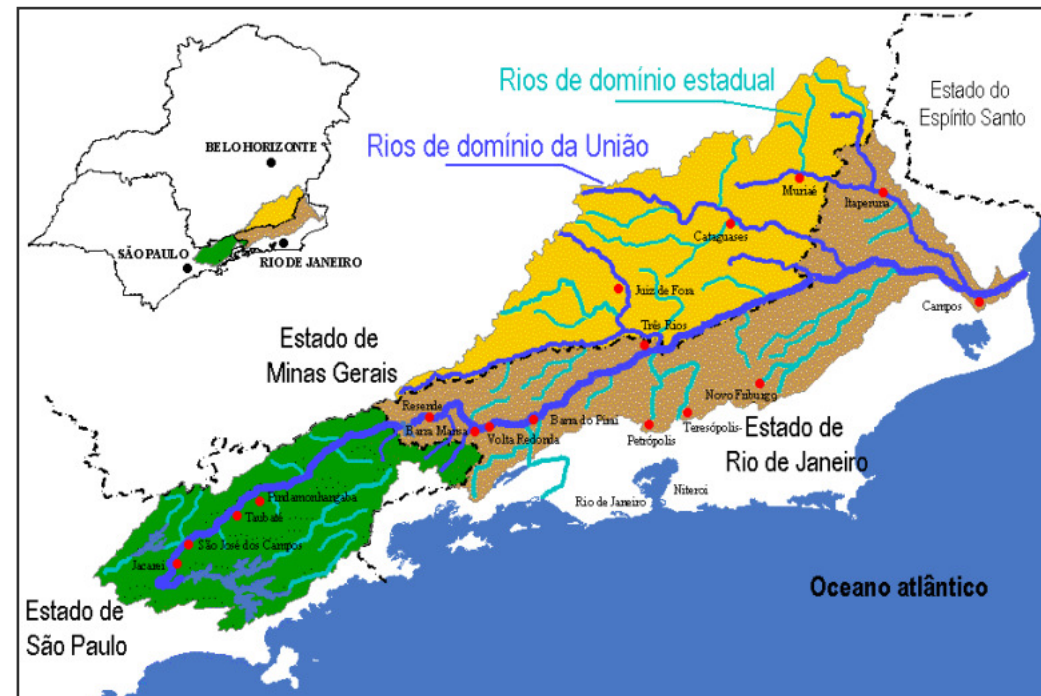 Rios de domínio estadual
Estado do
Espírito Santo
Rios de domínio da União
BELO HORIZONTE
SÃO PAULO
RIO DE JANEIRO
Muriaé
Itaperuna
Cataguases
Juiz de Fora
Três Rios
Campos
Estado de
Minas Gerais
Resende
Barra Mansa
Volta Redonda
Barra do Piraí
Novo Friburgo
Petrópolis
Teresópolis
Estado de
Rio de Janeiro
Pindamonhangaba
Taubaté
São José dos Campos
Jacareí
Rio de Janeiro
Niteroi
Oceano atlântico
Estado de
São Paulo